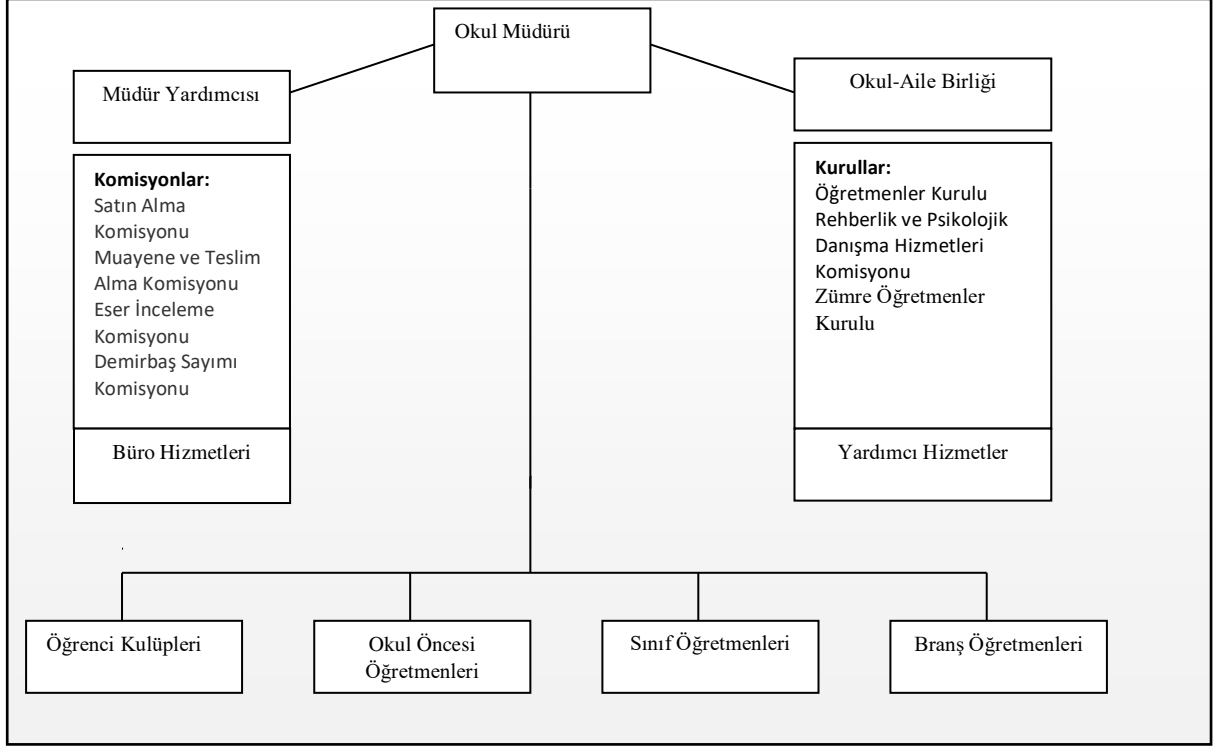 Okul Müdürü
Müdür Yardımcısı
Okul-Aile Birliği
Komisyonlar:
Satın Alma
Komisyonu
Muayene ve Teslim
Alma Komisyonu
Eser İnceleme
Komisyonu
Demirbaş Sayımı
Komisyonu
Kurullar:
Öğretmenler Kurulu
Rehberlik ve Psikolojik
Danışma Hizmetleri
Komisyonu
Zümre Öğretmenler
Kurulu
Büro Hizmetleri
Yardımcı Hizmetler
Öğrenci Kulüpleri
Okul Öncesi
Öğretmenleri
Sınıf Öğretmenleri
Branş Öğretmenleri